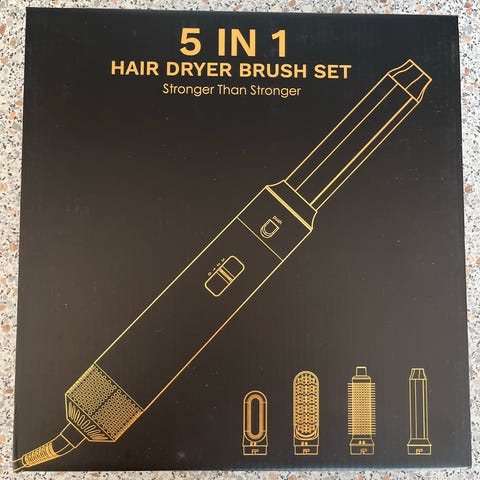 5 IN 1
HAIR DRYER BRUSH SET
Stronger Than Stronger